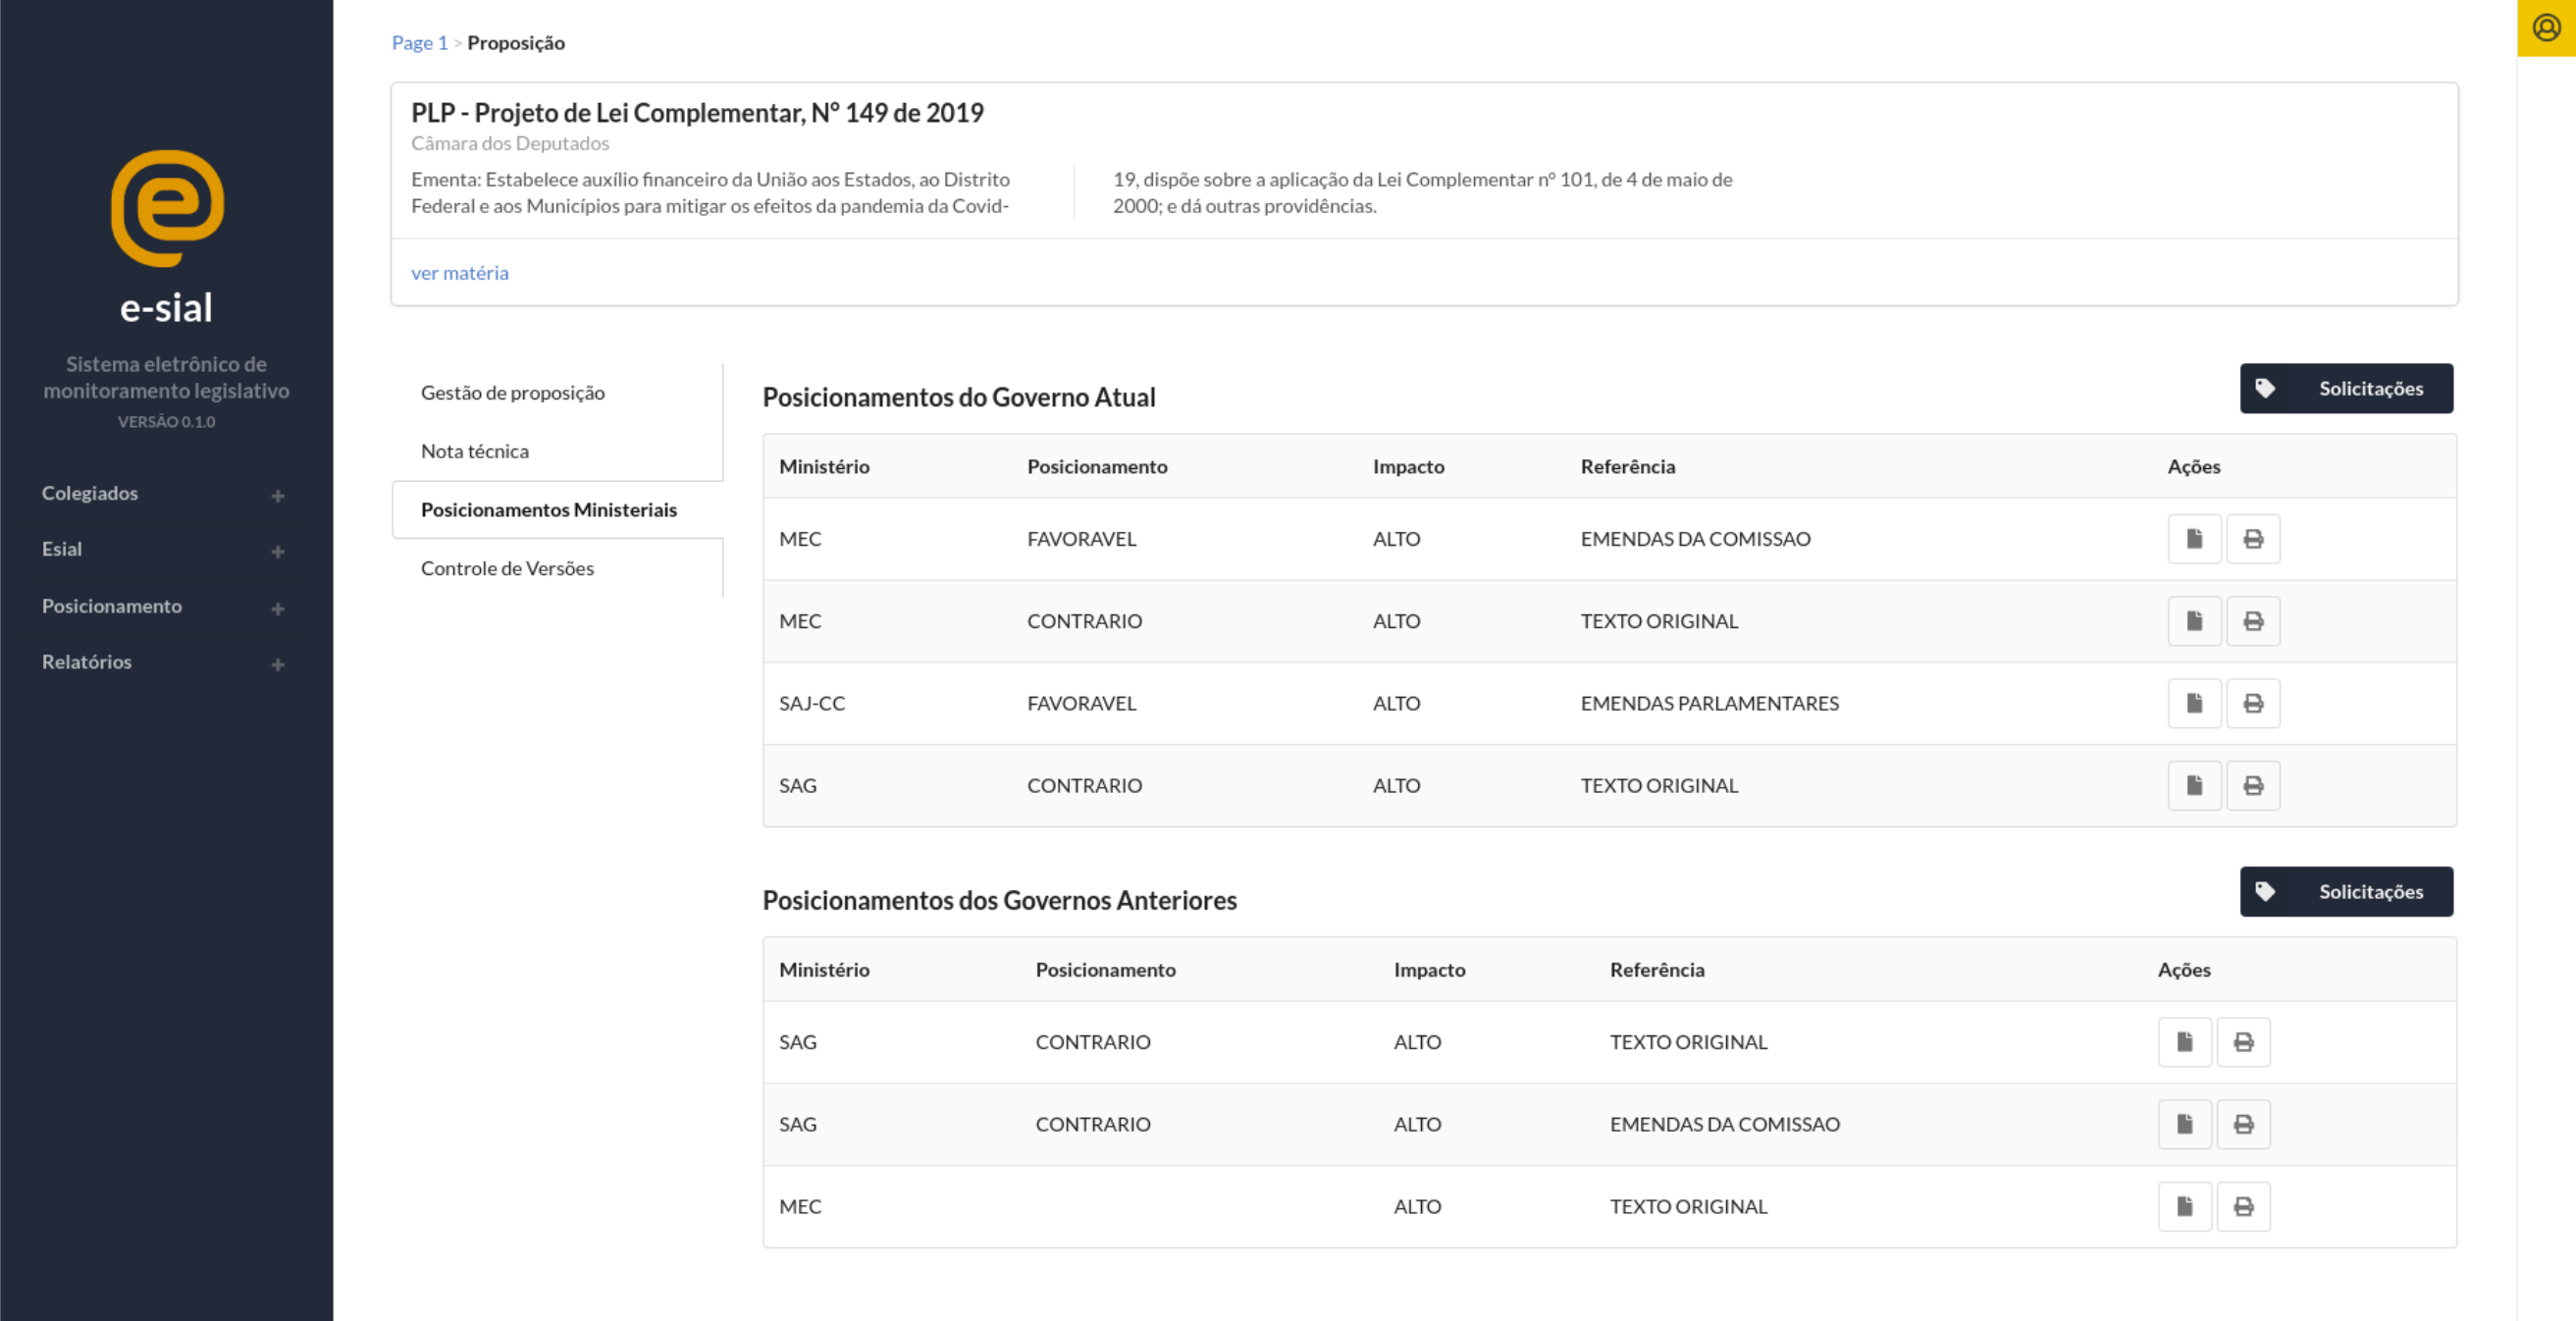 e-sial
Sistema eletrônico de
monitoramento legislativo
VERSÃO 0.1.0
Colegiados
Esial
Posicionamento
Relatórios
Page 1 > Proposição
PLP - Projeto de Lei Complementar, Nº 149 de 2019
Câmara dos Deputados
Ementa: Estabelece auxílio financeiro da União aos Estados, ao Distrito
Federal e aos Municípios para mitigar os efeitos da pandemia da Covid-
19, dispõe sobre a aplicação da Lei Complementar nº 101, de 4 de maio de
2000; e dá outras providências.
ver matéria
Gestão de proposição
Nota técnica
Posicionamentos Ministeriais
Controle de Versões
Posicionamentos do Governo Atual
Solicitações
Ministério Posicionamento Impacto Referência Ações
MEC FAVORAVEL ALTO EMENDAS DA COMISSAO
MEC CONTRARIO ALTO TEXTO ORIGINAL
SAJ-CC FAVORAVEL ALTO EMENDAS PARLAMENTARES
SAG CONTRARIO ALTO TEXTO ORIGINAL
Posicionamentos dos Governos Anteriores
Solicitações
Ministério Posicionamento Impacto Referência Ações
SAG CONTRARIO ALTO TEXTO ORIGINAL
SAG CONTRARIO ALTO EMENDAS DA COMISSAO
MEC ALTO TEXTO ORIGINAL